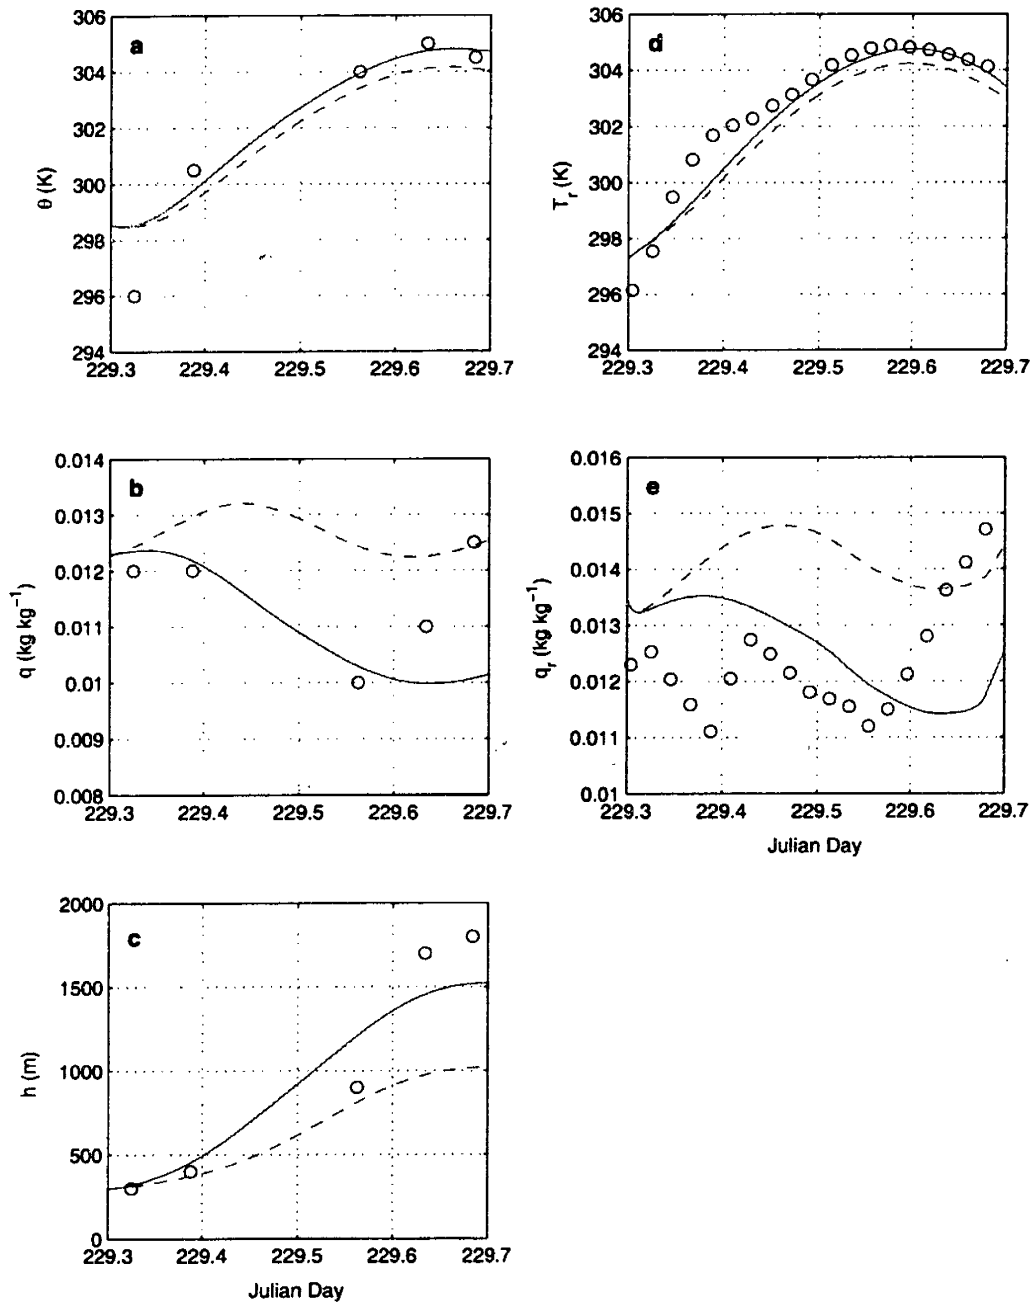 a
306
304
302
300
298
296
294
θ (K)
229.3 229.4 229.5 229.6 229.7
d
306
304
302
300
298
296
294
T_r (K)
229.3 229.4 229.5 229.6 229.7
b
0.014
0.013
0.012
0.011
0.01
0.009
0.008
q (kg kg⁻¹)
229.3 229.4 229.5 229.6 229.7
e
0.016
0.015
0.014
0.013
0.012
0.011
0.01
q_r (kg kg⁻¹)
229.3 229.4 229.5 229.6 229.7
Julian Day
c
2000
1500
1000
500
0
h (m)
229.3 229.4 229.5 229.6 229.7
Julian Day